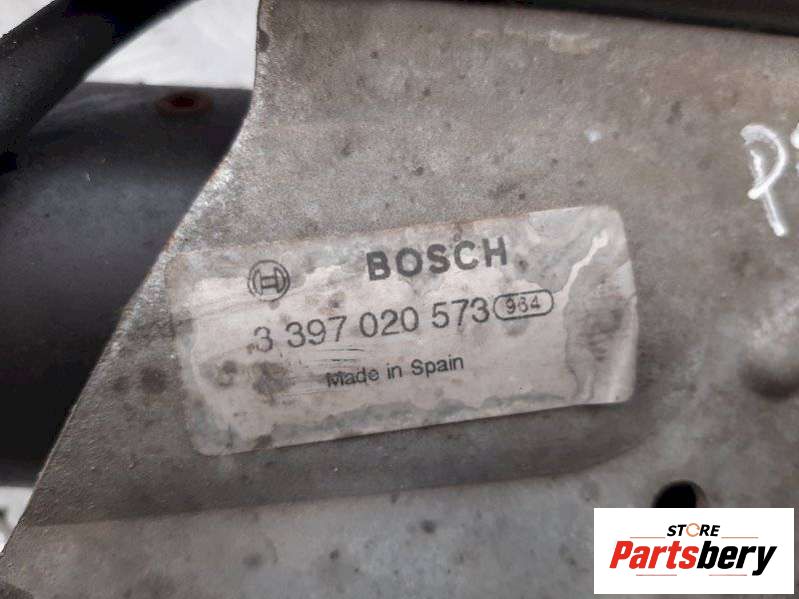 BOSCH
3 397 020 573 964
Made in Spain
STORE
Partsbery